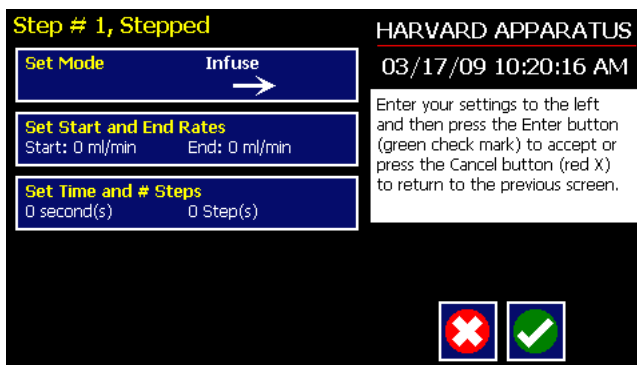 Step # 1, Stepped
Set Mode Infuse
Set Start and End Rates
Start: 0 ml/min End: 0 ml/min
Set Time and # Steps
0 second(s) 0 Step(s)
HARVARD APPARATUS
03/17/09 10:20:16 AM
Enter your settings to the left
and then press the Enter button
(green check mark) to accept or
press the Cancel button (red X)
to return to the previous screen.